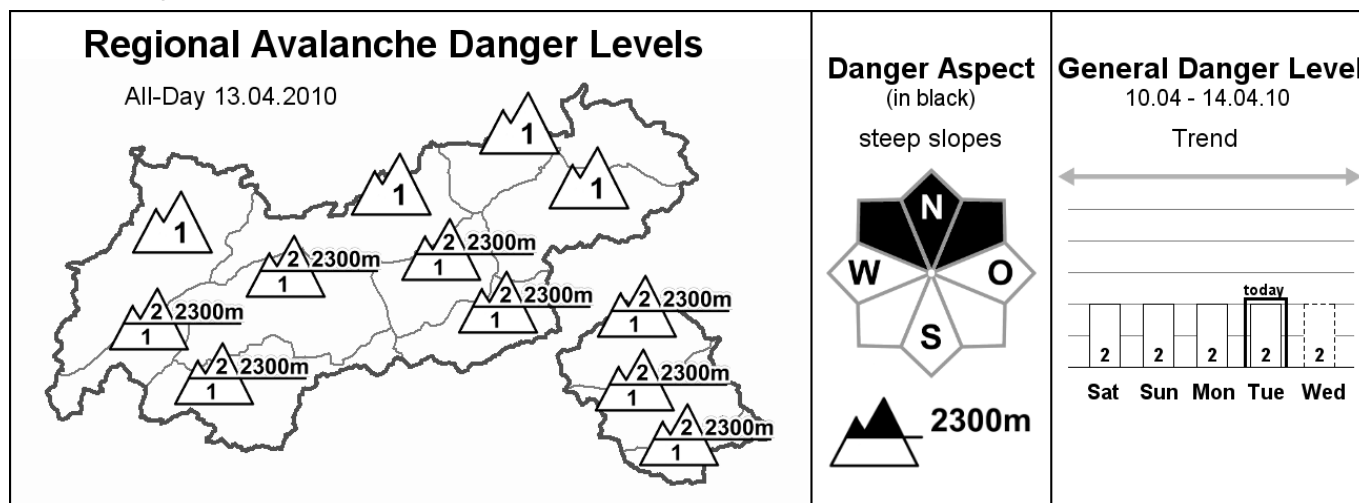 Regional Avalanche Danger Levels
All-Day 13.04.2010
1
1
1
1
2 2300m
1
2 2300m
1
2 2300m
1
2 2300m
1
2 2300m
1
2 2300m
1
2 2300m
1
2 2300m
1
Danger Aspect
(in black)
steep slopes
N
W O
S
2300m
General Danger Level
10.04 - 14.04.10
Trend
today
2 2 2 2 2
Sat Sun Mon Tue Wed